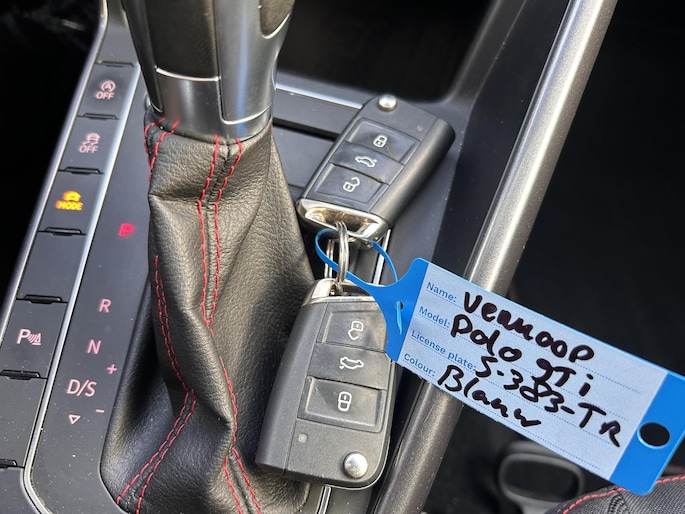 OFF
OFF
MODE
P
R
N
+
D/S
-
P
Name: Verkoop
Model: Polo GTi
License plate: S-383-TR
Colour: Blauw